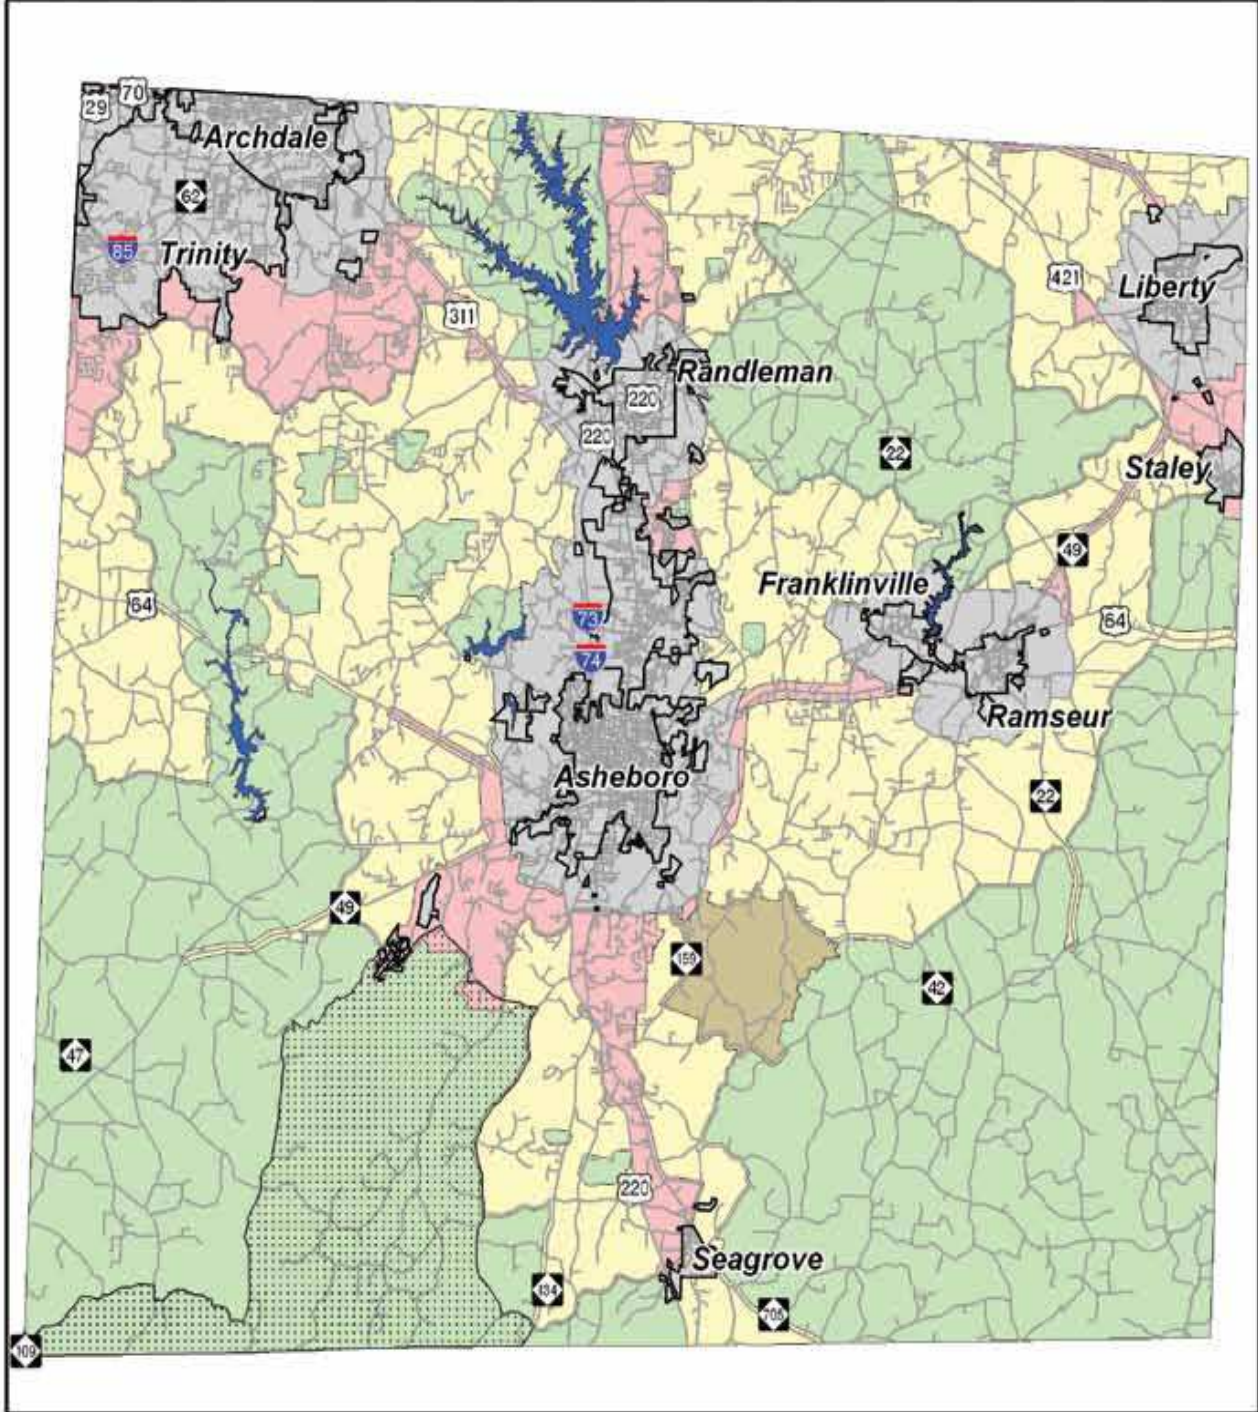 70
29
Archdale
62
85
Trinity
421
Liberty
311
Randleman
220
220
22
Staley
49
Franklinville
64
73
64
74
Ramseur
Asheboro
22
49
159
42
47
220
Seagrove
134
705
109